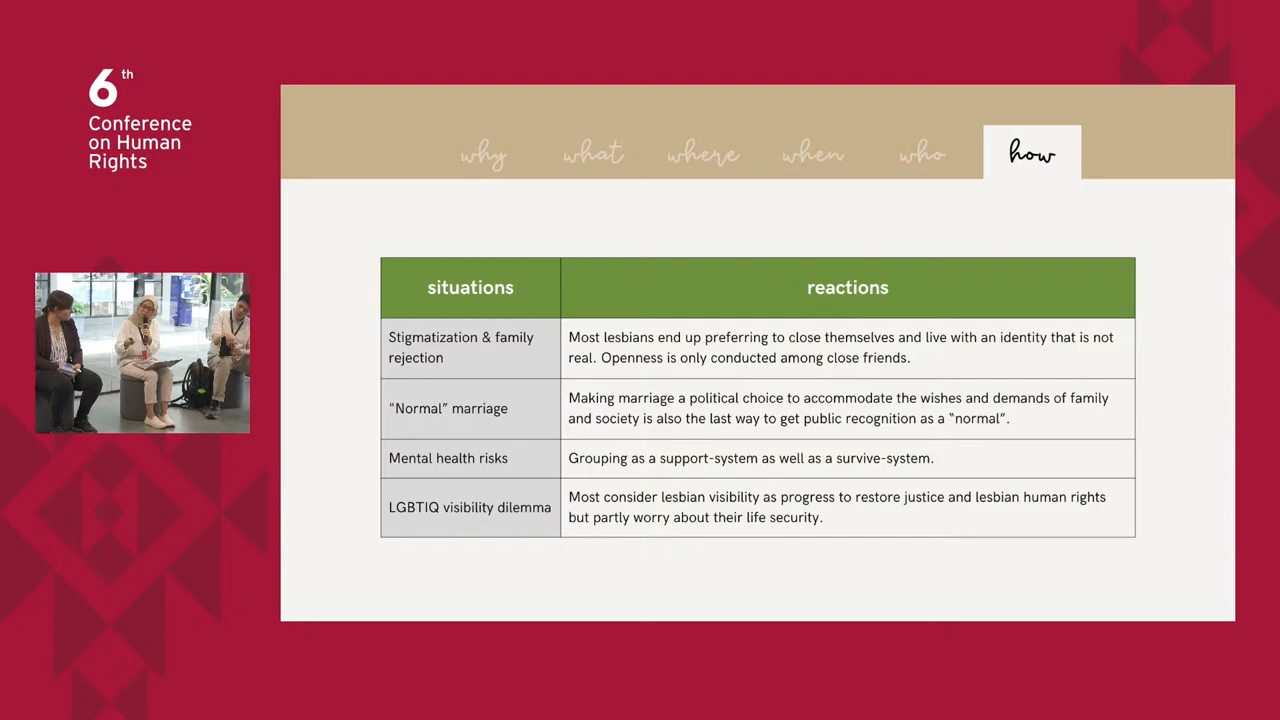 6th
Conference
on Human
Rights
why what where when who how
situations reactions
Stigmatization & family
rejection
Most lesbians end up preferring to close themselves and live with an identity that is not
real. Openness is only conducted among close friends.
"Normal" marriage
Making marriage a political choice to accommodate the wishes and demands of family
and society is also the last way to get public recognition as a "normal".
Mental health risks
Grouping as a support-system as well as a survive-system.
LGBTIQ visibility dilemma
Most consider lesbian visibility as progress to restore justice and lesbian human rights
but partly worry about their life security.